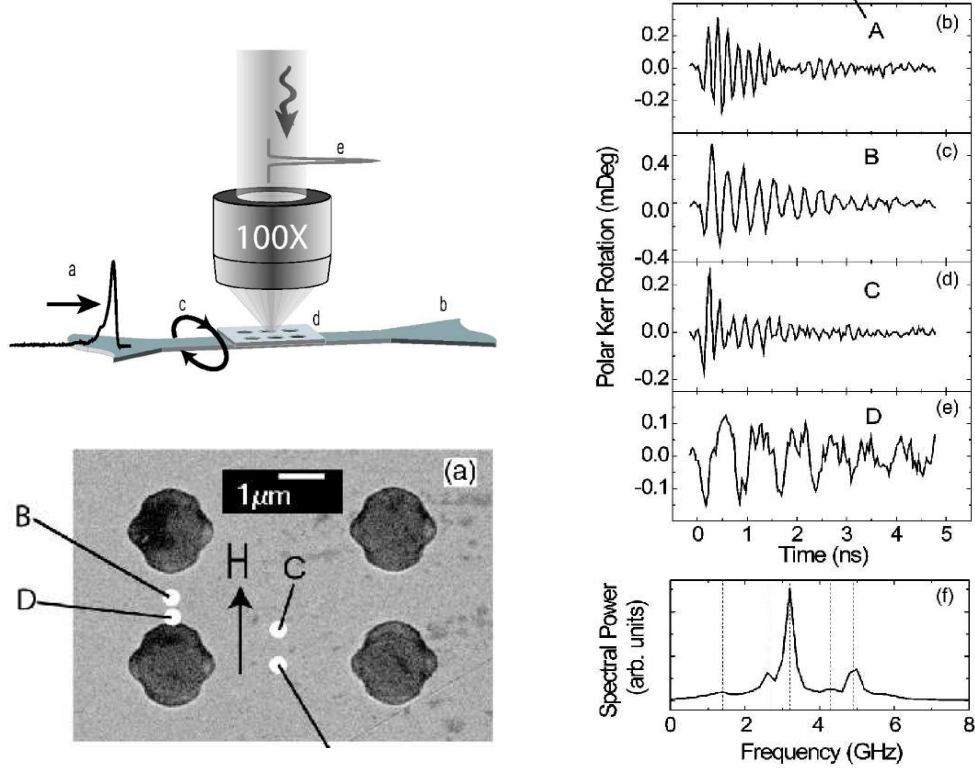 e
100X
a
c
d
b
(a)
1μm
B
D
H
C
Polar Kerr Rotation (mDeg)
A
(b)
0.2
0.0
-0.2
B
(c)
0.4
0.0
-0.4
C
(d)
0.2
0.0
-0.2
D
(e)
0.1
0.0
-0.1
0 1 2 3 4 5
Time (ns)
Spectral Power
(arb. units)
(f)
0 2 4 6 8
Frequency (GHz)